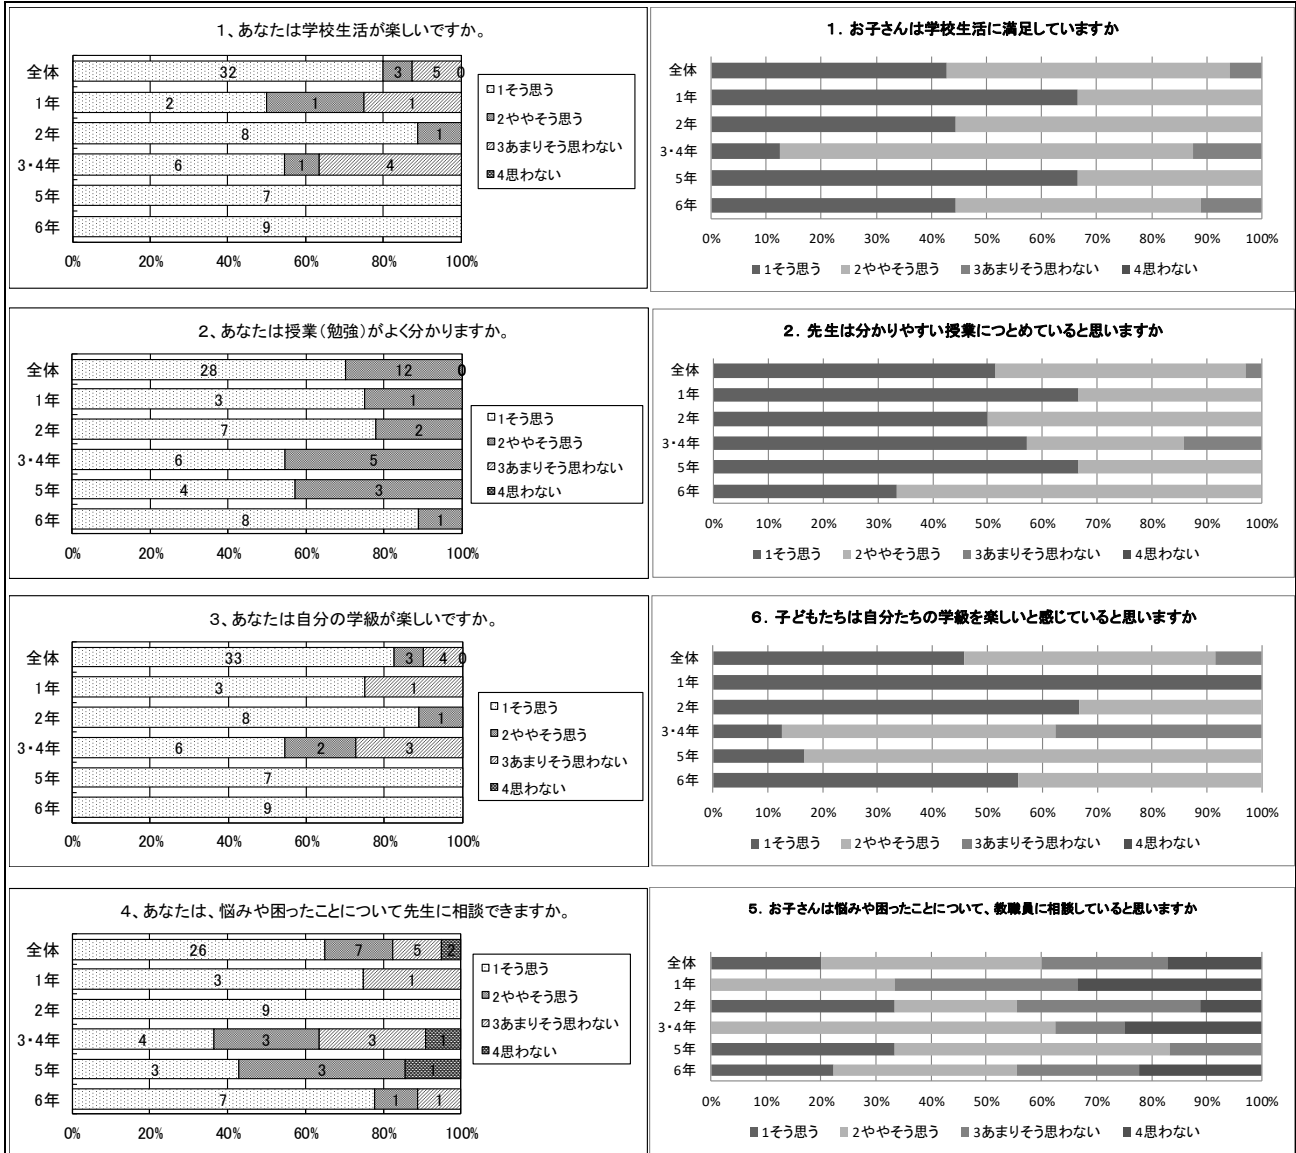 1、あなたは学校生活が楽しいですか。
全体 32 3 5 0
1年 2 1 1
2年 8 1
3・4年 6 1 4
5年 7
6年 9
0% 20% 40% 60% 80% 100%
1そう思う
2ややそう思う
3あまりそう思わない
4思わない
1．お子さんは学校生活に満足していますか
全体
1年
2年
3・4年
5年
6年
0% 10% 20% 30% 40% 50% 60% 70% 80% 90% 100%
1そう思う 2ややそう思う 3あまりそう思わない 4思わない
2、あなたは授業（勉強）がよく分かりますか。
全体 28 12 0
1年 3 1
2年 7 2
3・4年 6 5
5年 4 3
6年 8 1
0% 20% 40% 60% 80% 100%
1そう思う
2ややそう思う
3あまりそう思わない
4思わない
2．先生は分かりやすい授業につとめていると思いますか
全体
1年
2年
3・4年
5年
6年
0% 10% 20% 30% 40% 50% 60% 70% 80% 90% 100%
1そう思う 2ややそう思う 3あまりそう思わない 4思わない
3、あなたは自分の学級が楽しいですか。
全体 33 3 4 0
1年 3 1
2年 8 1
3・4年 6 2 3
5年 7
6年 9
0% 20% 40% 60% 80% 100%
1そう思う
2ややそう思う
3あまりそう思わない
4思わない
6．子どもたちは自分たちの学級を楽しいと感じていると思いますか
全体
1年
2年
3・4年
5年
6年
0% 10% 20% 30% 40% 50% 60% 70% 80% 90% 100%
1そう思う 2ややそう思う 3あまりそう思わない 4思わない
4、あなたは、悩みや困ったことについて先生に相談できますか。
全体 26 7 5 2
1年 3 1
2年 9
3・4年 4 3 3 1
5年 3 3 1
6年 7 1 1
0% 20% 40% 60% 80% 100%
1そう思う
2ややそう思う
3あまりそう思わない
4思わない
5．お子さんは悩みや困ったことについて、教職員に相談していると思いますか
全体
1年
2年
3・4年
5年
6年
0% 10% 20% 30% 40% 50% 60% 70% 80% 90% 100%
1そう思う 2ややそう思う 3あまりそう思わない 4思わない